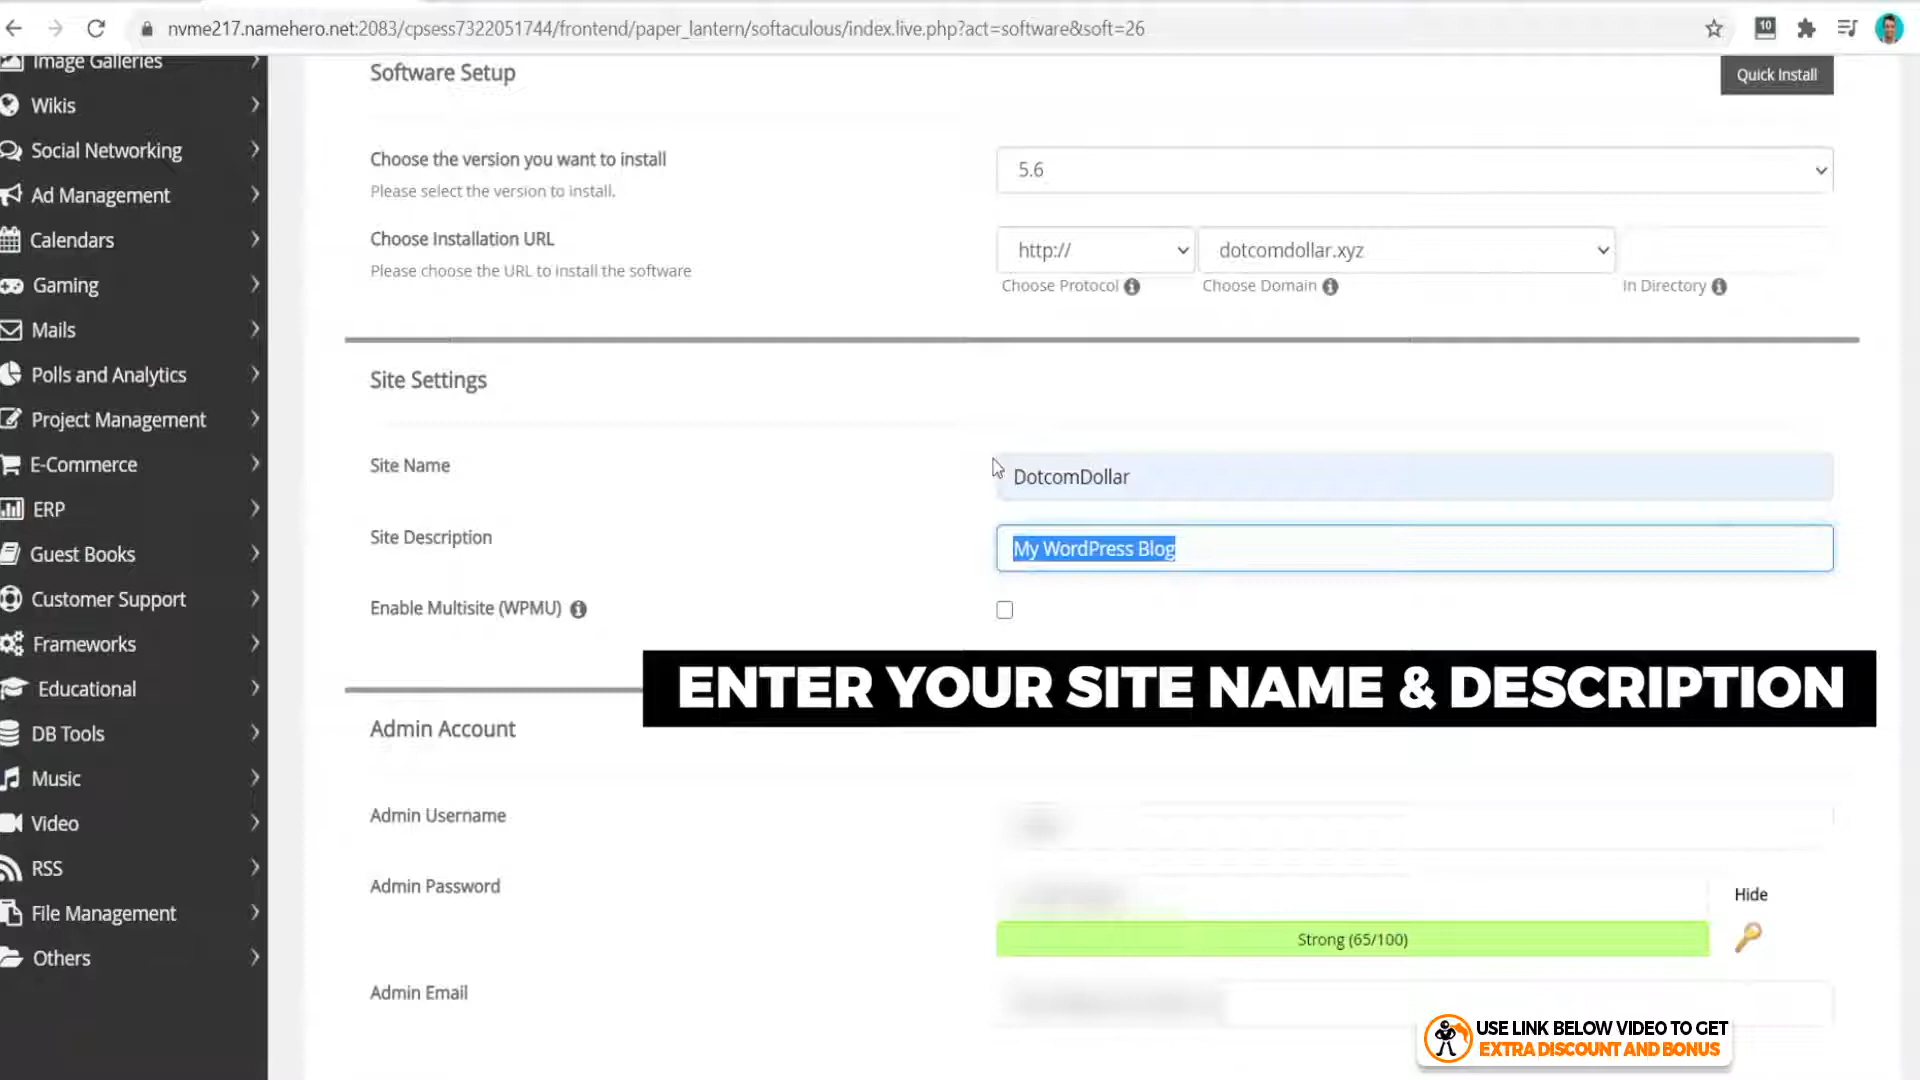 nvme217.namehero.net:2083/cpsess7322051744/frontend/paper_lantern/softaculous/index.live.php?act=software&soft=26
10
Image Galleries
Wikis
Social Networking
Ad Management
Calendars
Gaming
Mails
Polls and Analytics
Project Management
E-Commerce
ERP
Guest Books
Customer Support
Frameworks
Educational
DB Tools
Music
Video
RSS
File Management
Others
Software Setup
Quick Install
Choose the version you want to install
Please select the version to install.
5.6
Choose Installation URL
Please choose the URL to install the software
http://
dotcomdollar.xyz
Choose Protocol
Choose Domain
In Directory
Site Settings
Site Name
DotcomDollar
Site Description
My WordPress Blog
Enable Multisite (WPMU)
ENTER YOUR SITE NAME & DESCRIPTION
Admin Account
Admin Username
Admin Password
Hide
Strong (65/100)
Admin Email
USE LINK BELOW VIDEO TO GET
EXTRA DISCOUNT AND BONUS